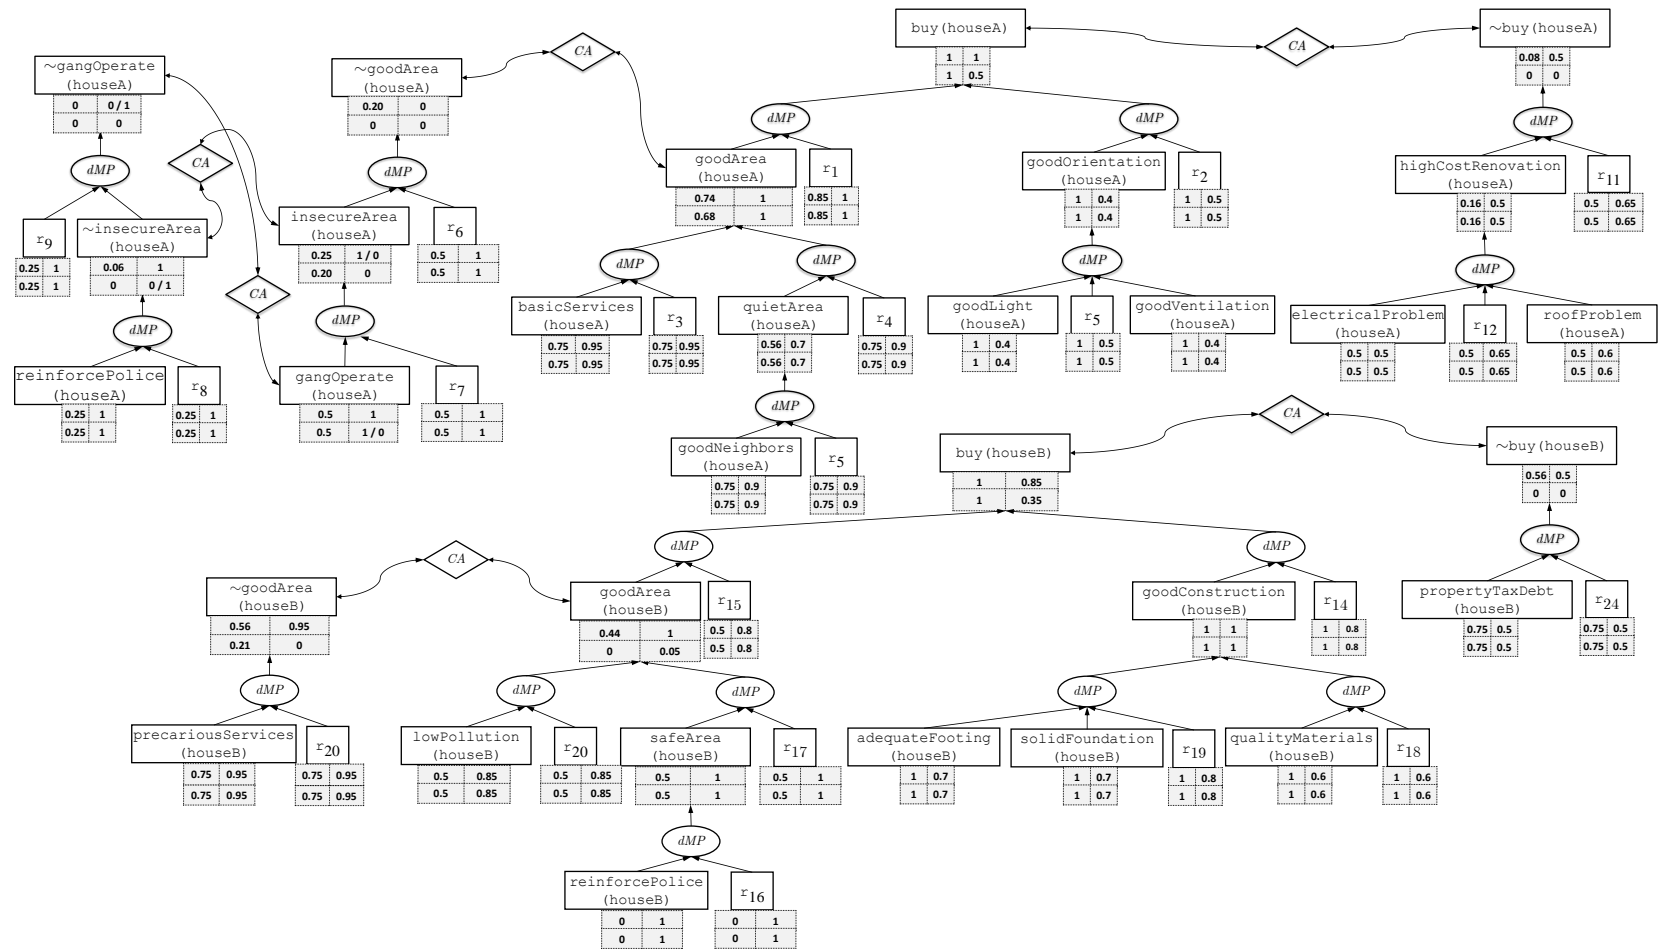 buy(houseA)
CA
~buy(houseA)
1 1
1 0.5
0.08 0.5
0 0
CA
~gangOperate
(houseA)
0 0 / 1
0 0
~goodArea
(houseA)
0.20 0
0 0
dMP
dMP
dMP
CA
dMP
dMP
goodArea
(houseA)
0.74 1
0.68 1
r1
0.85 1
0.85 1
goodOrientation
(houseA)
1 0.4
1 0.4
r2
1 0.5
1 0.5
highCostRenovation
(houseA)
0.16 0.5
0.16 0.5
r11
0.5 0.65
0.5 0.65
r9
0.25 1
0.25 1
~insecureArea
(houseA)
0.06 1
0 0 / 1
insecureArea
(houseA)
0.25 1 / 0
0.20 0
r6
0.5 1
0.5 1
CA
dMP
dMP
dMP
dMP
dMP
dMP
basicServices
(houseA)
0.75 0.95
0.75 0.95
r3
0.75 0.95
0.75 0.95
quietArea
(houseA)
0.56 0.7
0.56 0.7
r4
0.75 0.9
0.75 0.9
goodLight
(houseA)
1 0.4
1 0.4
r5
1 0.5
1 0.5
goodVentilation
(houseA)
1 0.4
1 0.4
electricalProblem
(houseA)
0.5 0.5
0.5 0.5
r12
0.5 0.65
0.5 0.65
roofProblem
(houseA)
0.5 0.6
0.5 0.6
reinforcePolice
(houseA)
0.25 1
0.25 1
r8
0.25 1
0.25 1
gangOperate
(houseA)
0.5 1
0.5 1 / 0
r7
0.5 1
0.5 1
dMP
goodNeighbors
(houseA)
0.75 0.9
0.75 0.9
r5
0.75 0.9
0.75 0.9
CA
buy(houseB)
1 0.85
1 0.35
~buy(houseB)
0.56 0.5
0 0
CA
dMP
dMP
dMP
~goodArea
(houseB)
0.56 0.95
0.21 0
goodArea
(houseB)
0.44 1
0 0.05
r15
0.5 0.8
0.5 0.8
goodConstruction
(houseB)
1 1
1 1
r14
1 0.8
1 0.8
propertyTaxDebt
(houseB)
0.75 0.5
0.75 0.5
r24
0.75 0.5
0.75 0.5
dMP
dMP
dMP
dMP
dMP
precariousServices
(houseB)
0.75 0.95
0.75 0.95
r20
0.75 0.95
0.75 0.95
lowPollution
(houseB)
0.5 0.85
0.5 0.85
r20
0.5 0.85
0.5 0.85
safeArea
(houseB)
0.5 1
0.5 1
r17
0.5 1
0.5 1
adequateFooting
(houseB)
1 0.7
1 0.7
solidFoundation
(houseB)
1 0.7
1 0.7
r19
1 0.8
1 0.8
qualityMaterials
(houseB)
1 0.6
1 0.6
r18
1 0.6
1 0.6
dMP
reinforcePolice
(houseB)
0 1
0 1
r16
0 1
0 1